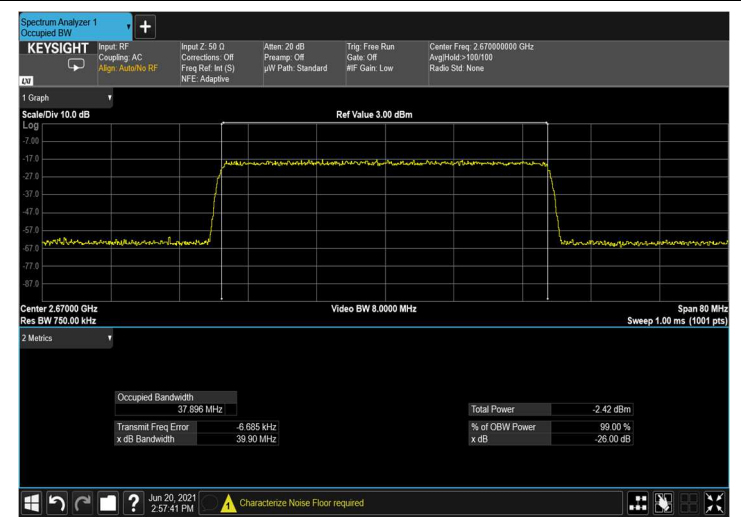 Spectrum Analyzer 1
Occupied BW
+
KEYSIGHT
LXI
Input: RF
Coupling: AC
Align: Auto/No RF
Input Z: 50 Ω
Corrections: Off
Freq Ref: Int (S)
NFE: Adaptive
Atten: 20 dB
Preamp: Off
µW Path: Standard
Trig: Free Run
Gate: Off
#IF Gain: Low
Center Freq: 2.670000000 GHz
Avg|Hold:>100/100
Radio Std: None
1 Graph
Scale/Div 10.0 dB
Ref Value 3.00 dBm
Log
-7.00
-17.0
-27.0
-37.0
-47.0
-57.0
-67.0
-77.0
-87.0
Center 2.67000 GHz
Video BW 8.0000 MHz
Span 80 MHz
Res BW 750.00 kHz
Sweep 1.00 ms (1001 pts)
2 Metrics
Occupied Bandwidth
37.896 MHz
Total Power -2.42 dBm
Transmit Freq Error -6.685 kHz
% of OBW Power 99.00 %
x dB Bandwidth 39.90 MHz
x dB -26.00 dB
?
Jun 20, 2021
2:57:41 PM
1
Characterize Noise Floor required